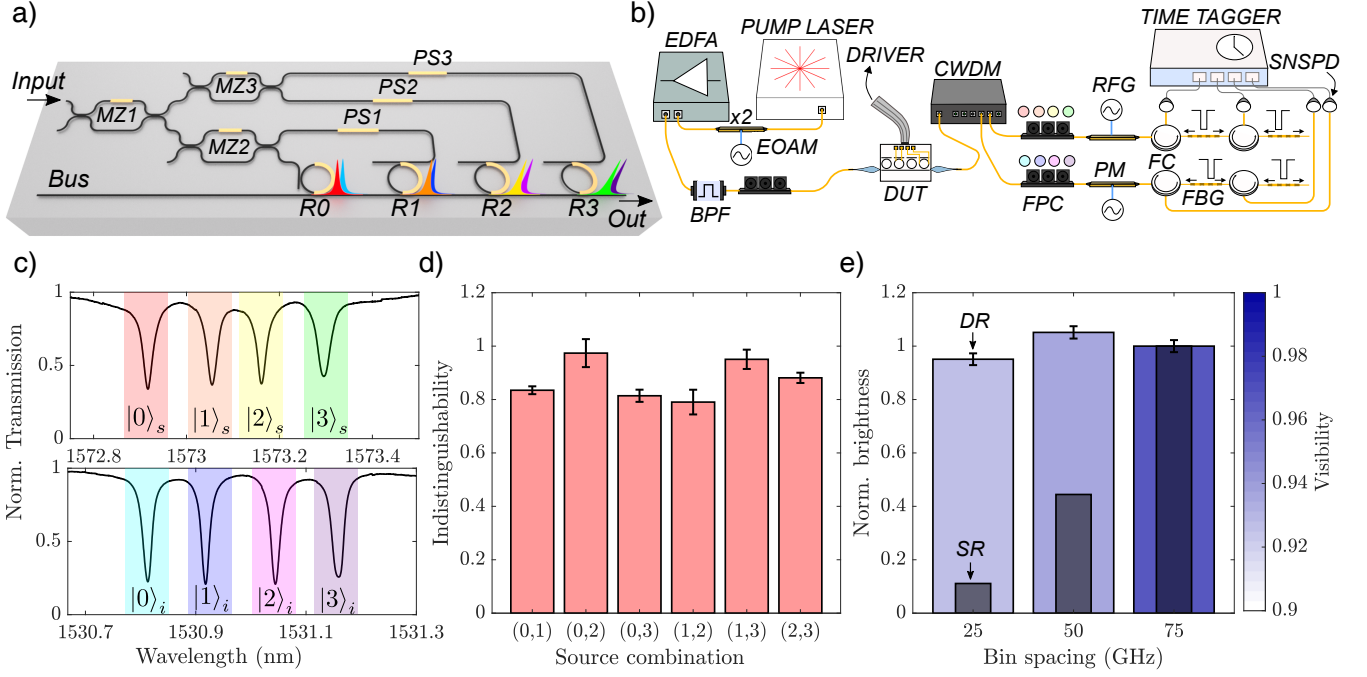 a)
Input
MZ1
MZ3
MZ2
PS3
PS2
PS1
Bus
R0
R1
R2
R3
Out
b)
EDFA
PUMP LASER
DRIVER
x2
EOAM
BPF
DUT
CWDM
TIME TAGGER
SNSPD
RFG
FPC
PM
FC
FBG
c)
Norm. Transmission
1
0.5
0
|0⟩s
|1⟩s
|2⟩s
|3⟩s
1572.8
1573
1573.2
1573.4
1
0.5
0
|0⟩i
|1⟩i
|2⟩i
|3⟩i
1530.7
1530.9
1531.1
1531.3
Wavelength (nm)
d)
Indistinguishability
1.2
1
0.8
0.6
0.4
0.2
0
(0,1)
(0,2)
(0,3)
(1,2)
(1,3)
(2,3)
Source combination
e)
Norm. brightness
1.2
1
0.8
0.6
0.4
0.2
0
DR
SR
25
50
75
Bin spacing (GHz)
1
0.98
0.96
0.94
0.92
0.9
Visibility